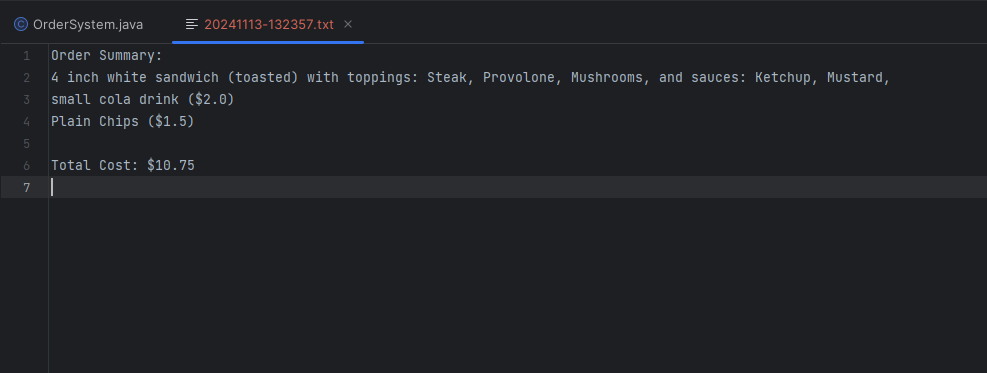 OrderSystem.java
20241113-132357.txt
1 Order Summary:
2 4 inch white sandwich (toasted) with toppings: Steak, Provolone, Mushrooms, and sauces: Ketchup, Mustard,
3 small cola drink ($2.0)
4 Plain Chips ($1.5)
5
6 Total Cost: $10.75
7